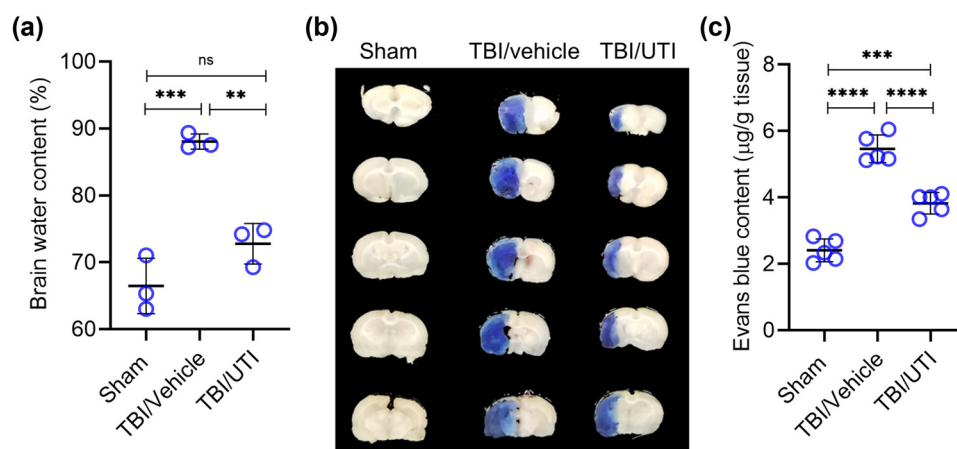 (a)
Brain water content (%)
100
90
80
70
60
ns
*** **
Sham
TBI/Vehicle
TBI/UTI
(b)
Sham TBI/vehicle TBI/UTI
(c)
Evans blue content (μg/g tissue)
8
6
4
2
0
***
**** ****
Sham
TBI/Vehicle
TBI/UTI